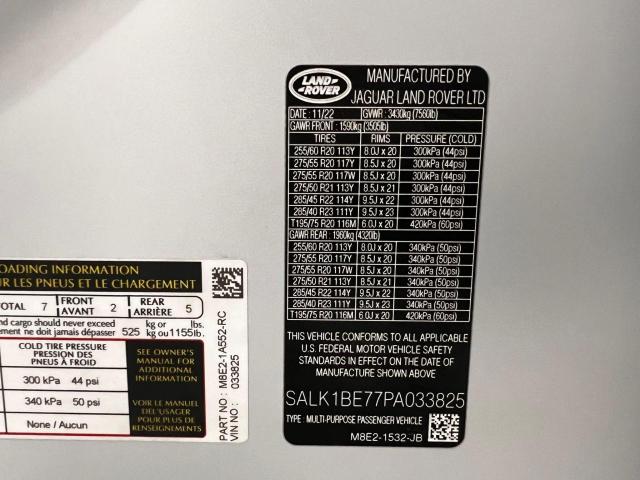 LAND
ROVER
MANUFACTURED BY
JAGUAR LAND ROVER LTD
DATE : 11/22 GVWR : 3430kg (7560lb)
GAWR FRONT : 1590kg (3505lb)
TIRES RIMS PRESSURE (COLD)
255/60 R20 113Y 8.0J x 20 300kPa (44psi)
275/55 R20 117Y 8.5J x 20 300kPa (44psi)
275/55 R20 117W 8.5J x 20 300kPa (44psi)
275/50 R21 113Y 8.5J x 21 300kPa (44psi)
285/45 R22 114Y 9.5J x 22 300kPa (44psi)
285/40 R23 111Y 9.5J x 23 300kPa (44psi)
T195/75 R20 116M 6.0J x 20 420kPa (60psi)
GAWR REAR : 1960kg (4320lb)
255/60 R20 113Y 8.0J x 20 340kPa (50psi)
275/55 R20 117Y 8.5J x 20 340kPa (50psi)
275/55 R20 117W 8.5J x 20 340kPa (50psi)
275/50 R21 113Y 8.5J x 21 340kPa (50psi)
285/45 R22 114Y 9.5J x 22 340kPa (50psi)
285/40 R23 111Y 9.5J x 23 340kPa (50psi)
T195/75 R20 116M 6.0J x 20 420kPa (60psi)
THIS VEHICLE CONFORMS TO ALL APPLICABLE
U.S. FEDERAL MOTOR VEHICLE SAFETY
STANDARDS IN EFFECT ON THE DATE OF
MANUFACTURE SHOWN ABOVE
SALK1BE77PA033825
TYPE : MULTI-PURPOSE PASSENGER VEHICLE
M8E2-1532-JB
OADING INFORMATION
UR LES PNEUS ET LE CHARGEMENT
OTAL 7 FRONT AVANT 2 REAR ARRIÈRE 5
nd cargo should never exceed
ement ne doit jamais dépasser 525 kg or kg ou 1155 lbs. lb.
COLD TIRE PRESSURE
PRESSION DES
PNEUS À FROID
300 kPa 44 psi
340 kPa 50 psi
None / Aucun
SEE OWNER'S
MANUAL FOR
ADDITIONAL
INFORMATION
VOIR LE MANUEL
DE L'USAGER
POUR PLUS DE
RENSEIGNEMENTS
PART NO : M8E2-1A552-RC
VIN NO : 033825